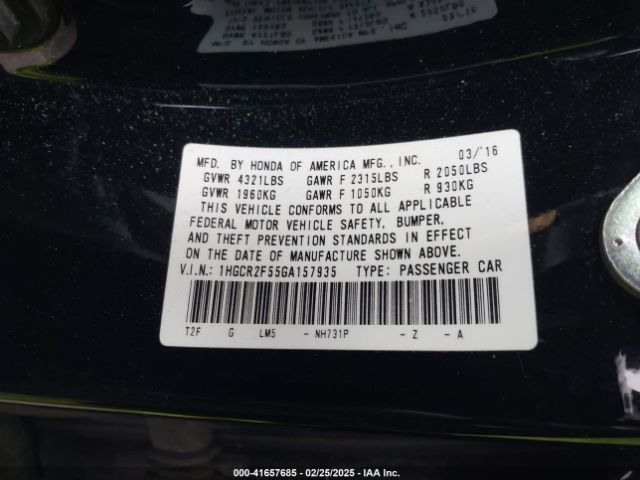 MFD. BY HONDA OF AMERICA MFG., INC. 03/'16
GVWR 4321LBS GAWR F 2315LBS R 2050LBS
GVWR 1960KG GAWR F 1050KG R 930KG
THIS VEHICLE CONFORMS TO ALL APPLICABLE
FEDERAL MOTOR VEHICLE SAFETY, BUMPER,
AND THEFT PREVENTION STANDARDS IN EFFECT
ON THE DATE OF MANUFACTURE SHOWN ABOVE.
V.I.N.: 1HGCR2F55GA157935 TYPE: PASSENGER CAR
T2F G LM5 - NH731P - Z - A
000-41657685 - 02/25/2025 - IAA Inc.